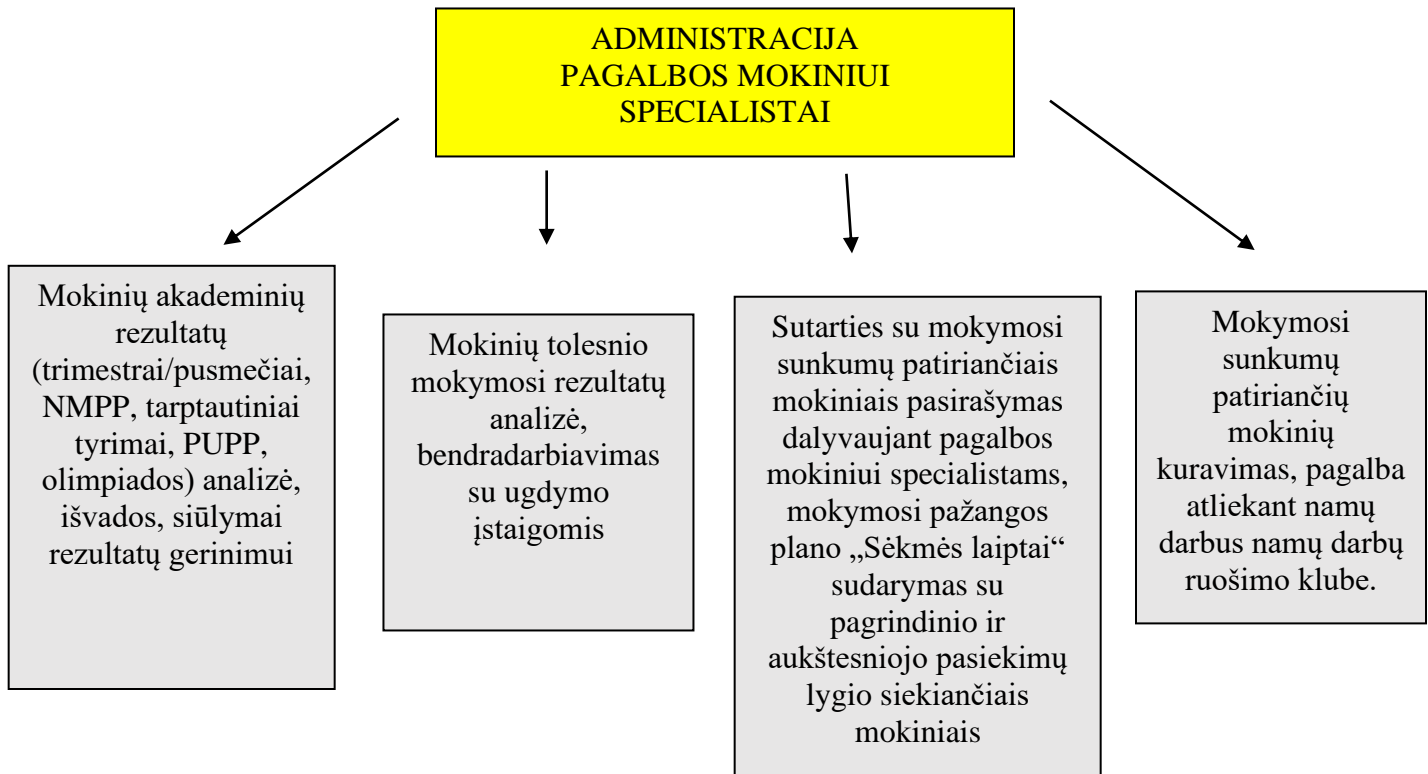 ADMINISTRACIJA
PAGALBOS MOKINIUI
SPECIALISTAI
Mokinių akademinių
rezultatų
(trimestrai/pusmečiai,
NMPP, tarptautiniai
tyrimai, PUPP,
olimpiados) analizė,
išvados, siūlymai
rezultatų gerinimui
Mokinių tolesnio
mokymosi rezultatų
analizė,
bendradarbiavimas
su ugdymo
įstaigomis
Sutarties su mokymosi
sunkumų patiriančiais
mokiniais pasirašymas
dalyvaujant pagalbos
mokiniui specialistams,
mokymosi pažangos
plano „Sėkmės laiptai“
sudarymas su
pagrindinio ir
aukštesniojo pasiekimų
lygio siekiančiais
mokiniais
Mokymosi
sunkumų
patiriančių
mokinių
kuravimas, pagalba
atliekant namų
darbus namų darbų
ruošimo klube.